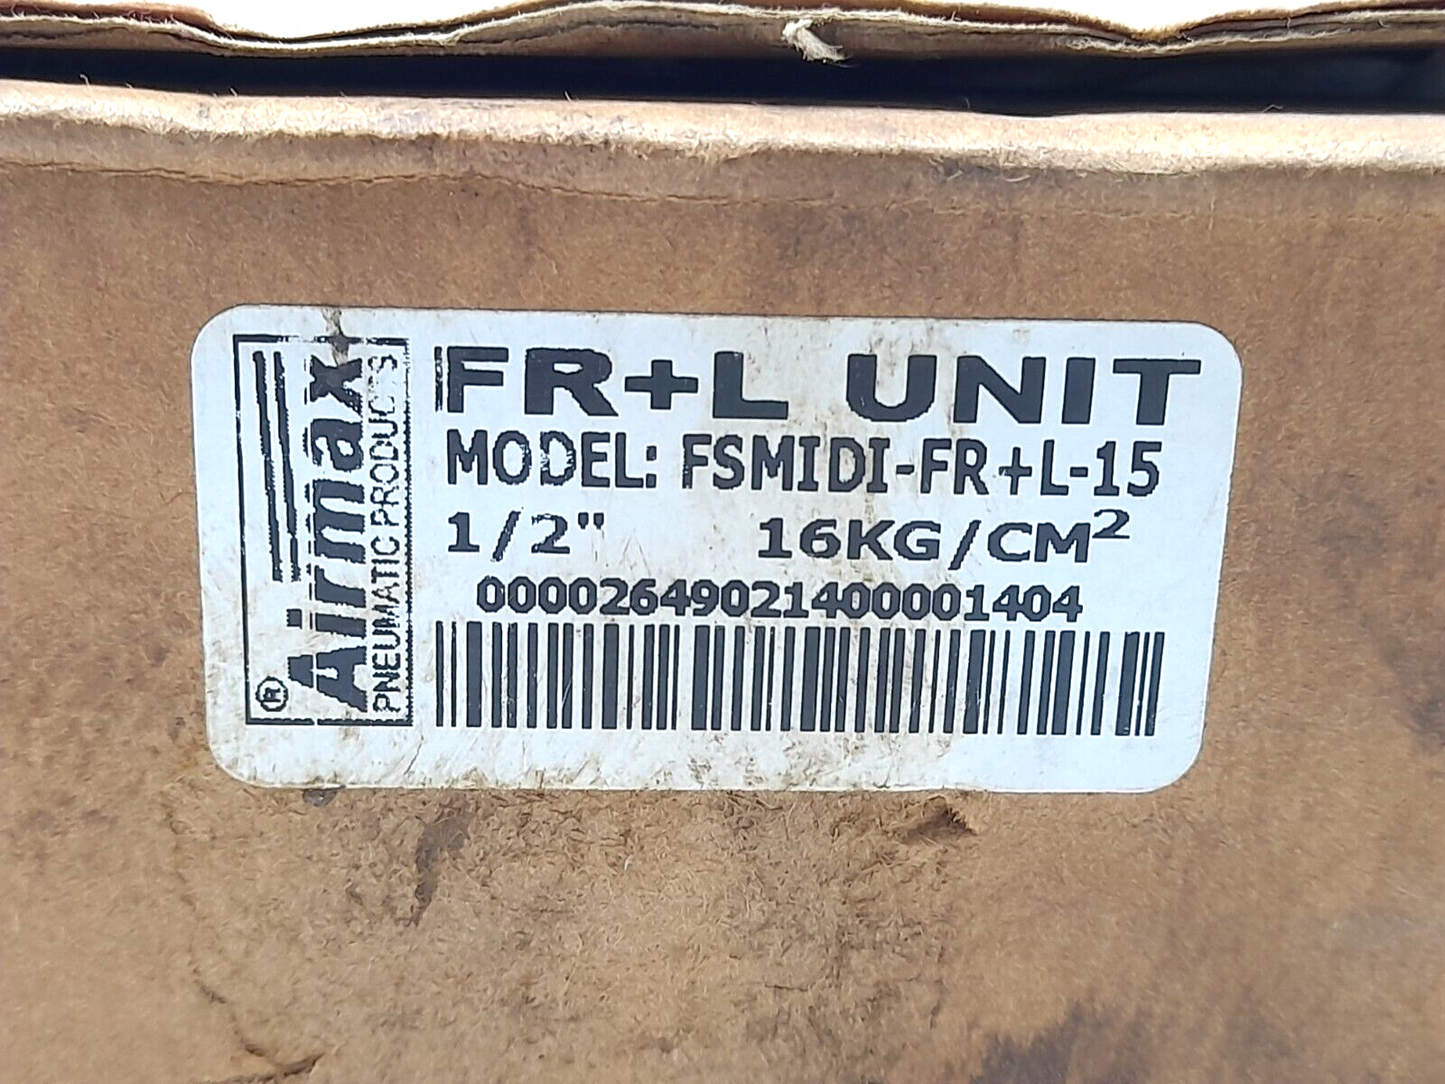 ® Airmax
PNEUMATIC PRODUCTS
FR+L UNIT
MODEL: FSMIDI-FR+L-15
1/2" 16KG/CM²
00002649021400001404